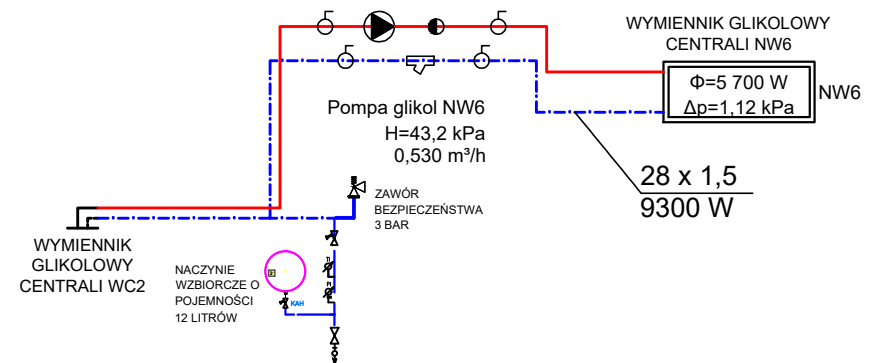 WYMIENNIK GLIKOLOWY
CENTRALI NW6
Φ=5 700 W
Δp=1,12 kPa
NW6
Pompa glikol NW6
H=43,2 kPa
0,530 m³/h
28 x 1,5
9300 W
ZAWÓR
BEZPIECZEŃSTWA
3 BAR
WYMIENNIK
GLIKOLOWY
CENTRALI WC2
NACZYNIE
WZBIORCZE O
POJEMNOŚCI
12 LITRÓW
KAH